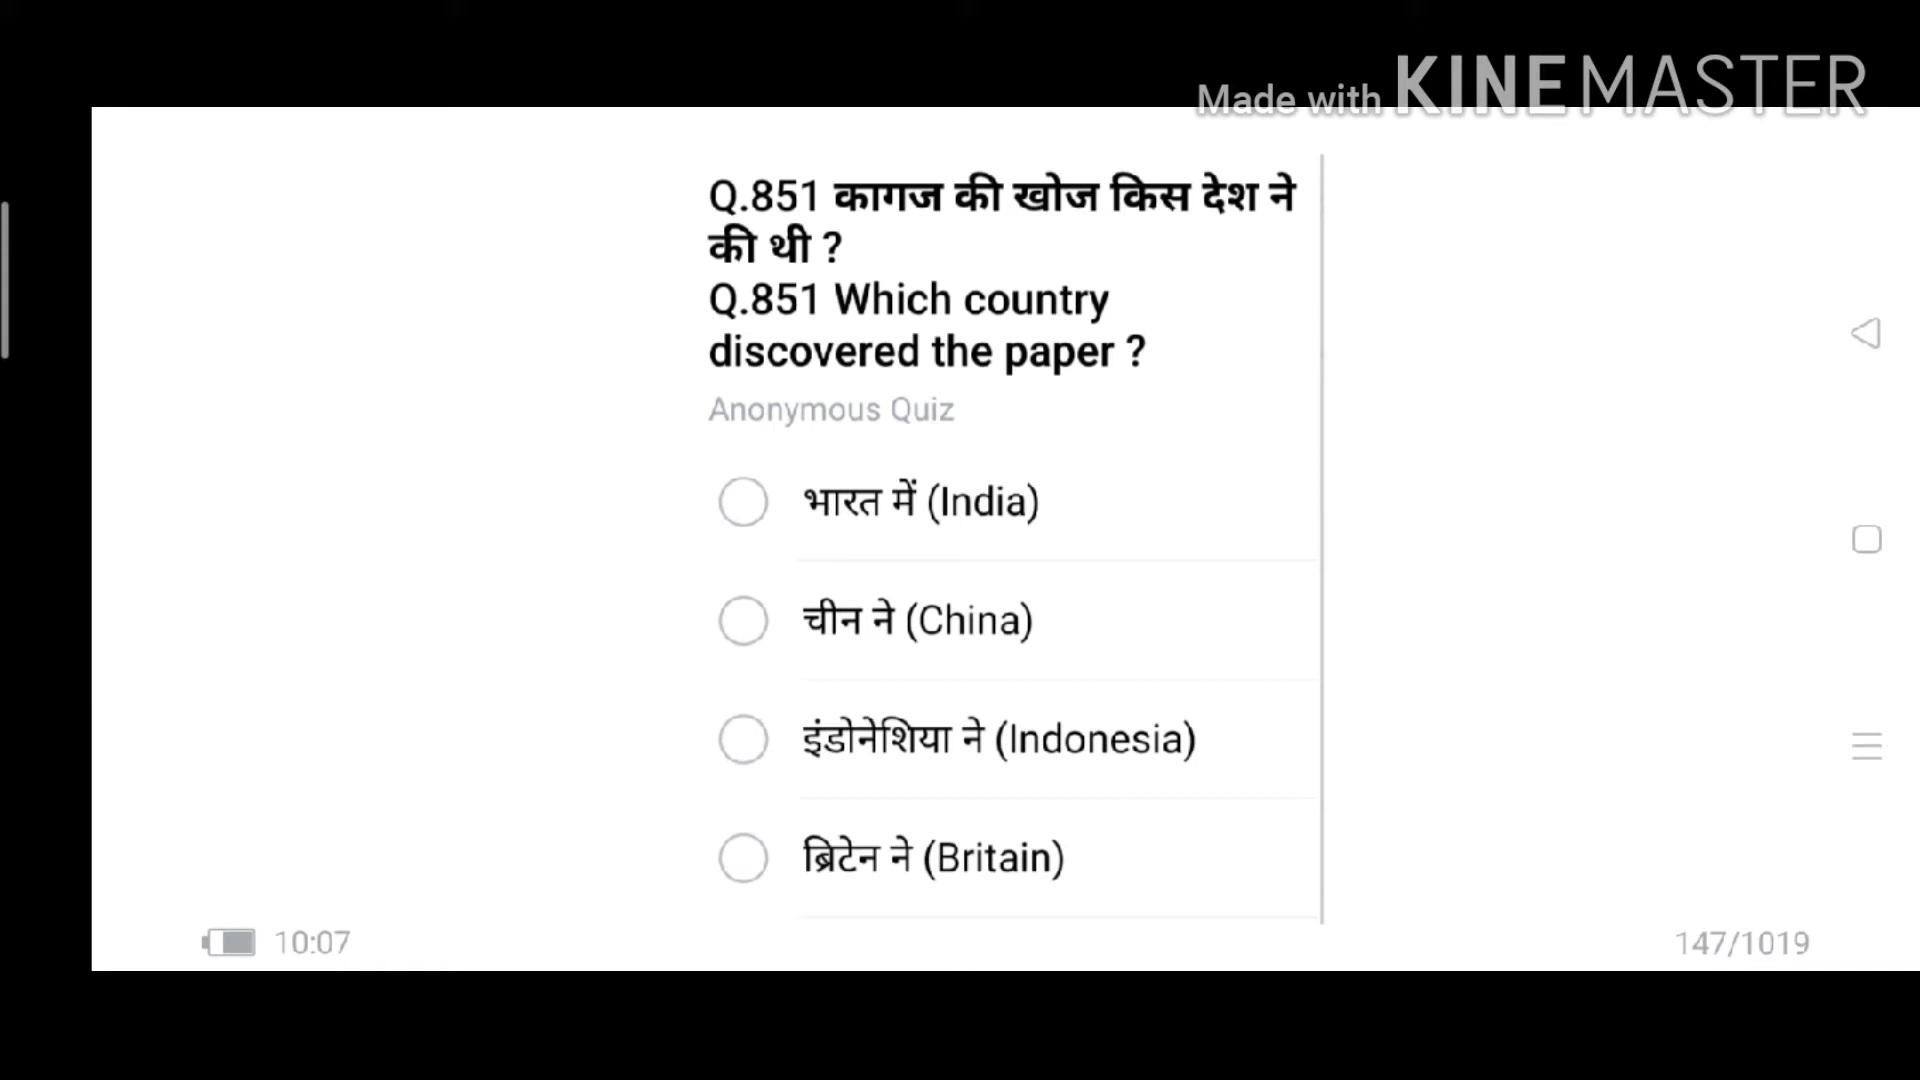 Made with KINEMASTER
Q.851 कागज की खोज किस देश ने
की थी ?
Q.851 Which country
discovered the paper ?
Anonymous Quiz
भारत में (India)
चीन ने (China)
इंडोनेशिया ने (Indonesia)
ब्रिटेन ने (Britain)
10:07
147/1019